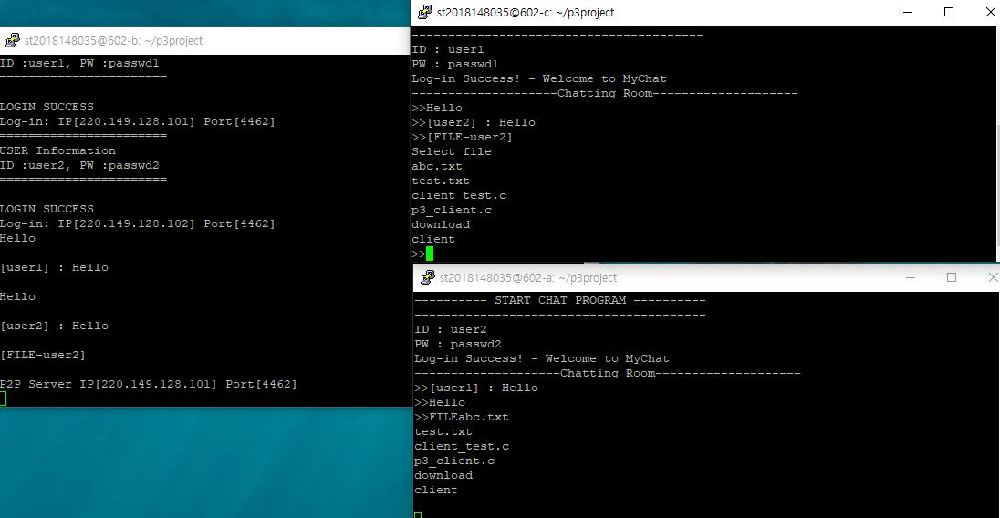 st2018148035@602-b: ~/p3project
ID :user1, PW :passwd1
=======================
LOGIN SUCCESS
Log-in: IP[220.149.128.101] Port[4462]
=======================
USER Information
ID :user2, PW :passwd2
=======================
LOGIN SUCCESS
Log-in: IP[220.149.128.102] Port[4462]
Hello
[user1] : Hello
Hello
[user2] : Hello
[FILE-user2]
P2P Server IP[220.149.128.101] Port[4462]
st2018148035@602-c: ~/p3project
----------------------------------------
ID : user1
PW : passwd1
Log-in Success! - Welcome to MyChat
--------------------Chatting Room--------------------
>>Hello
>>[user2] : Hello
>>[FILE-user2]
Select file
abc.txt
test.txt
client_test.c
p3_client.c
download
client
>>
st2018148035@602-a: ~/p3project
---------- START CHAT PROGRAM ----------
----------------------------------------
ID : user2
PW : passwd2
Log-in Success! - Welcome to MyChat
--------------------Chatting Room--------------------
>>[user1] : Hello
>>Hello
>>FILEabc.txt
test.txt
client_test.c
p3_client.c
download
client